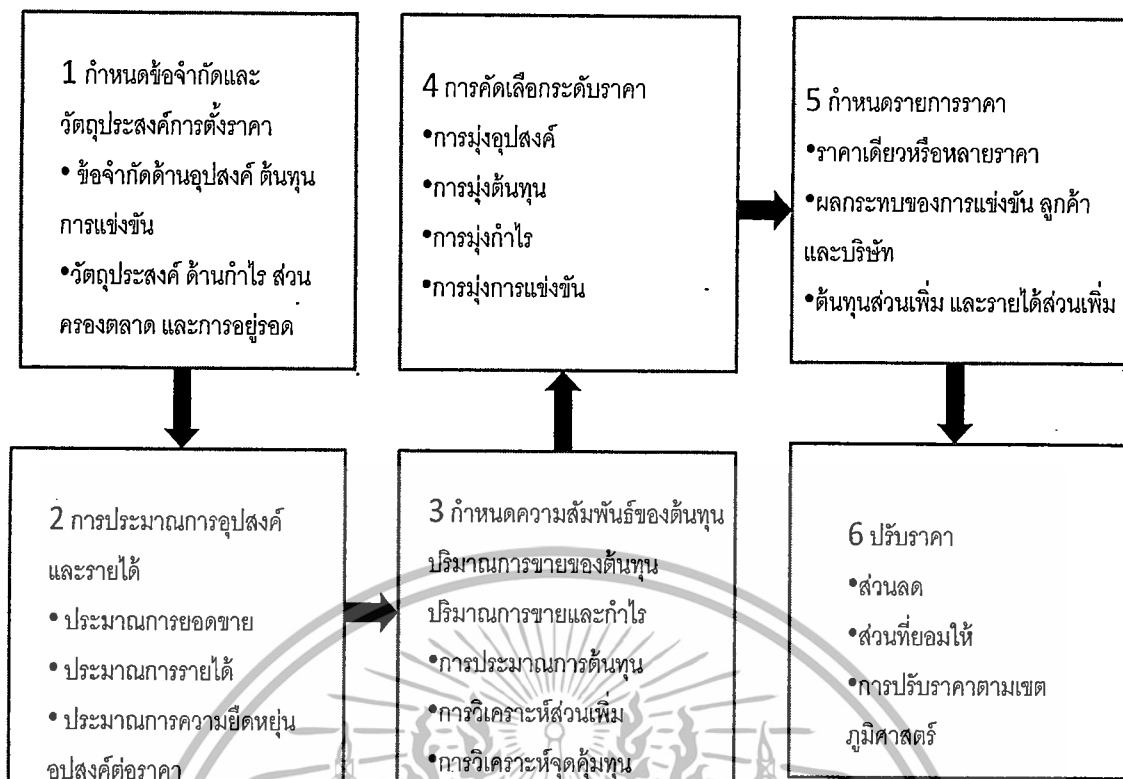 1 กำหนดข้อจำกัดและ
วัตถุประสงค์การตั้งราคา
• ข้อจำกัดด้านอุปสงค์ ต้นทุน
การแข่งขัน
•วัตถุประสงค์ ด้านกำไร ส่วน
ครองตลาด และการอยู่รอด
2 การประมาณการอุปสงค์
และรายได้
• ประมาณการยอดขาย
• ประมาณการรายได้
• ประมาณการความยืดหยุ่น
อุปสงค์ต่อราคา
3 กำหนดความสัมพันธ์ของต้นทุน
ปริมาณการขายของต้นทุน
ปริมาณการขายและกำไร
•การประมาณการต้นทุน
•การวิเคราะห์ส่วนเพิ่ม
•การวิเคราะห์จุดคุ้มทุน
4 การคัดเลือกระดับราคา
•การมุ่งอุปสงค์
•การมุ่งต้นทุน
•การมุ่งกำไร
•การมุ่งการแข่งขัน
5 กำหนดรายการราคา
•ราคาเดียวหรือหลายราคา
•ผลกระทบของการแข่งขัน ลูกค้า
และบริษัท
•ต้นทุนส่วนเพิ่ม และรายได้ส่วนเพิ่ม
6 ปรับราคา
•ส่วนลด
•ส่วนที่ยอมให้
•การปรับราคาตามเขต
ภูมิศาสตร์